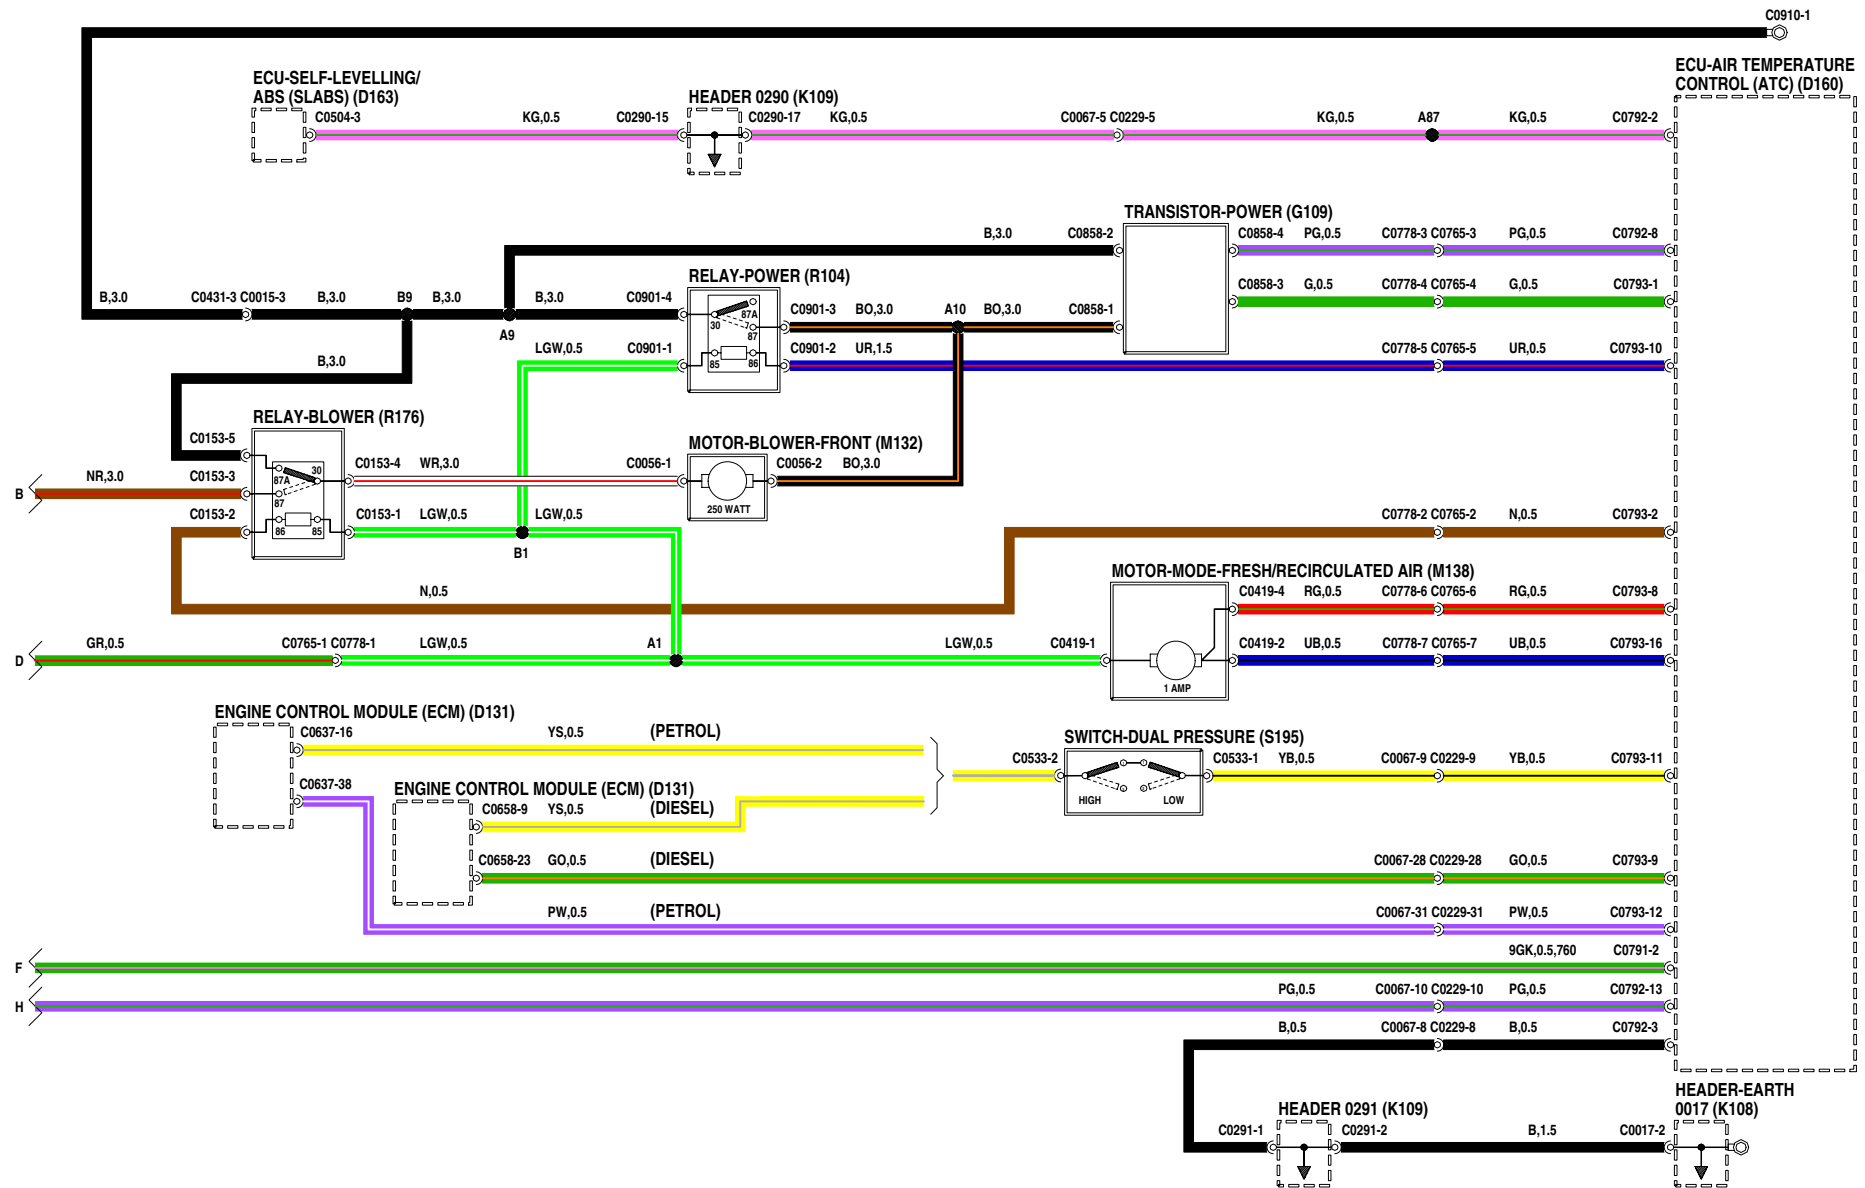 C0910-1
ECU-AIR TEMPERATURE
CONTROL (ATC) (D160)
ECU-SELF-LEVELLING/
ABS (SLABS) (D163)
HEADER 0290 (K109)
C0504-3 KG,0.5 C0290-15 C0290-17 KG,0.5 C0067-5 C0229-5 KG,0.5 A87 KG,0.5 C0792-2
TRANSISTOR-POWER (G109)
B,3.0 C0858-2 C0858-4 PG,0.5 C0778-3 C0765-3 PG,0.5 C0792-8
RELAY-POWER (R104)
C0858-3 G,0.5 C0778-4 C0765-4 G,0.5 C0793-1
B,3.0 C0431-3 C0015-3 B,3.0 B9 B,3.0 B,3.0 C0901-4
A9
87A
30
87
85 86
C0901-3 BO,3.0 A10 BO,3.0 C0858-1
LGW,0.5 C0901-1 C0901-2 UR,1.5 C0778-5 C0765-5 UR,0.5 C0793-10
B,3.0
RELAY-BLOWER (R176)
C0153-5
MOTOR-BLOWER-FRONT (M132)
30
87A
87
86 85
C0153-4 WR,3.0 C0056-1 C0056-2 BO,3.0
250 WATT
B NR,3.0 C0153-3
C0153-2 C0153-1 LGW,0.5 LGW,0.5 C0778-2 C0765-2 N,0.5 C0793-2
B1
MOTOR-MODE-FRESH/RECIRCULATED AIR (M138)
N,0.5 C0419-4 RG,0.5 C0778-6 C0765-6 RG,0.5 C0793-8
D GR,0.5 C0765-1 C0778-1 LGW,0.5 A1 LGW,0.5 C0419-1 C0419-2 UB,0.5 C0778-7 C0765-7 UB,0.5 C0793-16
1 AMP
ENGINE CONTROL MODULE (ECM) (D131)
C0637-16 YS,0.5 (PETROL)
SWITCH-DUAL PRESSURE (S195)
C0533-2 C0533-1 YB,0.5 C0067-9 C0229-9 YB,0.5 C0793-11
HIGH LOW
C0637-38
ENGINE CONTROL MODULE (ECM) (D131)
C0658-9 YS,0.5 (DIESEL)
C0658-23 GO,0.5 (DIESEL) C0067-28 C0229-28 GO,0.5 C0793-9
PW,0.5 (PETROL) C0067-31 C0229-31 PW,0.5 C0793-12
F 9GK,0.5,760 C0791-2
H PG,0.5 C0067-10 C0229-10 PG,0.5 C0792-13
B,0.5 C0067-8 C0229-8 B,0.5 C0792-3
HEADER-EARTH
0017 (K108)
HEADER 0291 (K109)
C0291-1 C0291-2 B,1.5 C0017-2